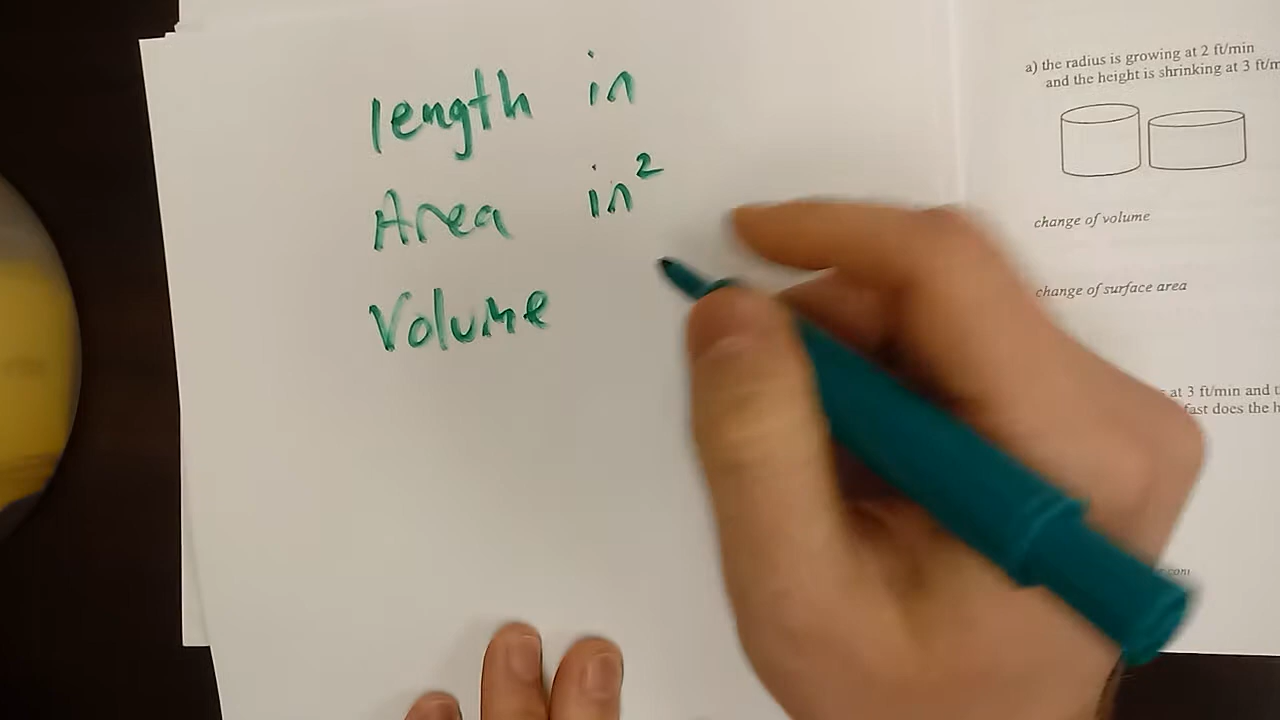 length in
Area in²
Volume
a) the radius is growing at 2 ft/min
and the height is shrinking at 3
change of volume
change of surface area
at 3 ft/min and
fast does the